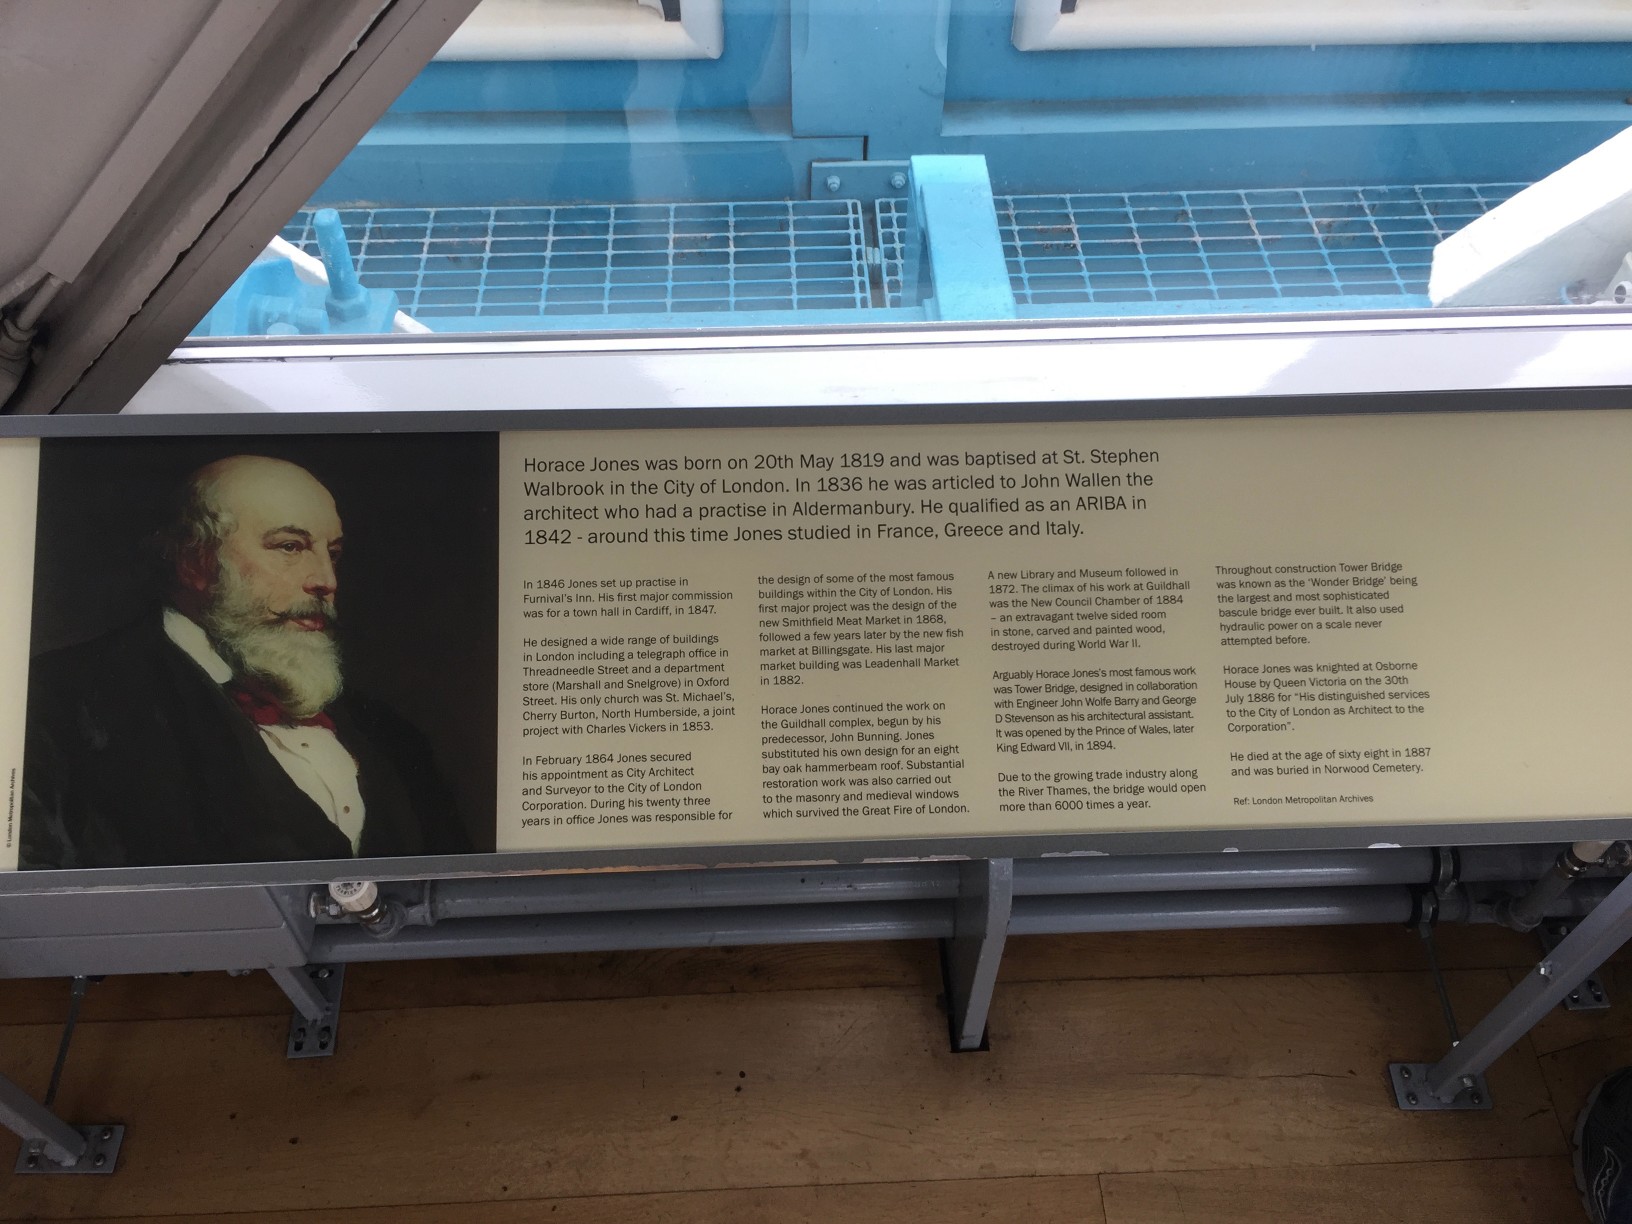 Horace Jones was born on 20th May 1819 and was baptised at St. Stephen
Walbrook in the City of London. In 1836 he was articled to John Wallen the
architect who had a practise in Aldermanbury. He qualified as an ARIBA in
1842 - around this time Jones studied in France, Greece and Italy.
In 1846 Jones set up practise in
Furnival's Inn. His first major commission
was for a town hall in Cardiff, in 1847.
He designed a wide range of buildings
in London including a telegraph office in
Threadneedle Street and a department
store (Marshall and Snelgrove) in Oxford
Street. His only church was St. Michael's,
Cherry Burton, North Humberside, a joint
project with Charles Vickers in 1853.
In February 1864 Jones secured
his appointment as City Architect
and Surveyor to the City of London
Corporation. During his twenty three
years in office Jones was responsible for
the design of some of the most famous
buildings within the City of London. His
first major project was the design of the
new Smithfield Meat Market in 1868,
followed a few years later by the new fish
market at Billingsgate. His last major
market building was Leadenhall Market
in 1882.
Horace Jones continued the work on
the Guildhall complex, begun by his
predecessor, John Bunning. Jones
substituted his own design for an eight
bay oak hammerbeam roof. Substantial
restoration work was also carried out
to the masonry and medieval windows
which survived the Great Fire of London.
A new Library and Museum followed in
1872. The climax of his work at Guildhall
was the New Council Chamber of 1884
– an extravagant twelve sided room
in stone, carved and painted wood,
destroyed during World War II.
Arguably Horace Jones's most famous work
was Tower Bridge, designed in collaboration
with Engineer John Wolfe Barry and George
D Stevenson as his architectural assistant.
It was opened by the Prince of Wales, later
King Edward VII, in 1894.
Due to the growing trade industry along
the River Thames, the bridge would open
more than 6000 times a year.
Throughout construction Tower Bridge
was known as the 'Wonder Bridge' being
the largest and most sophisticated
bascule bridge ever built. It also used
hydraulic power on a scale never
attempted before.
Horace Jones was knighted at Osborne
House by Queen Victoria on the 30th
July 1886 for "His distinguished services
to the City of London as Architect to the
Corporation".
He died at the age of sixty eight in 1887
and was buried in Norwood Cemetery.
Ref: London Metropolitan Archives
© London Metropolitan Archives